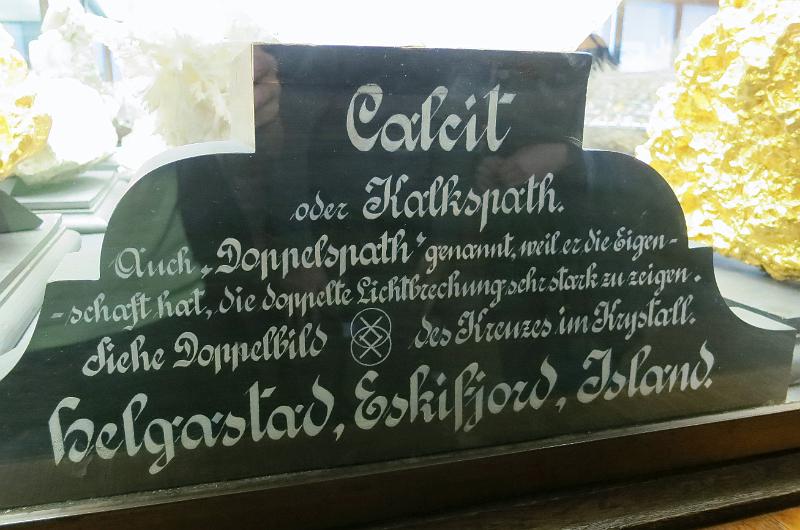 Calcit
oder Kalkspath.
Auch „Doppelspath“ genannt, weil er die Eigen-
-schaft hat, die doppelte Lichtbrechung sehr stark zu zeigen.
Siehe Doppelbild des Kreuzes im Krystall.
Helgastad, Eskifjord, Island.